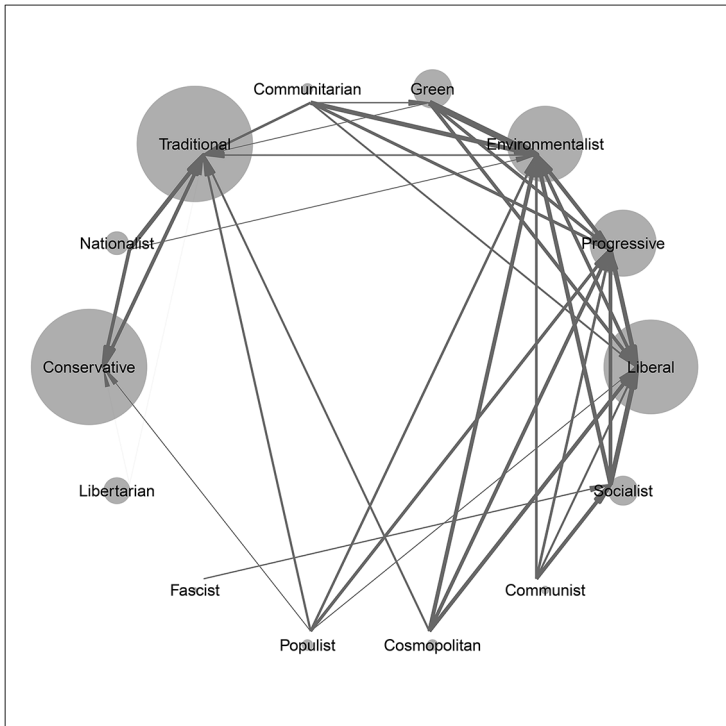 Communitarian
Green
Traditional
Environmentalist
Nationalist
Progressive
Conservative
Liberal
Libertarian
Socialist
Fascist
Communist
Populist
Cosmopolitan